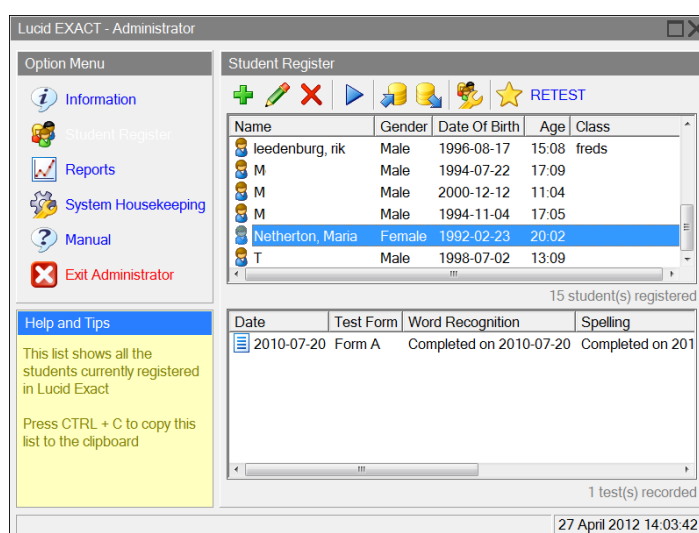 Lucid EXACT - Administrator
Option Menu
Information
Student Register
Reports
System Housekeeping
Manual
Exit Administrator
Help and Tips
This list shows all the
students currently registered
in Lucid Exact
Press CTRL + C to copy this
list to the clipboard
Student Register
RETEST
Name Gender Date Of Birth Age Class
leedenburg, rik Male 1996-08-17 15:08 freds
M Male 1994-07-22 17:09
M Male 2000-12-12 11:04
M Male 1994-11-04 17:05
Netherton, Maria Female 1992-02-23 20:02
T Male 1998-07-02 13:09
15 student(s) registered
Date Test Form Word Recognition Spelling
2010-07-20 Form A Completed on 2010-07-20 Completed on 201
1 test(s) recorded
27 April 2012 14:03:42